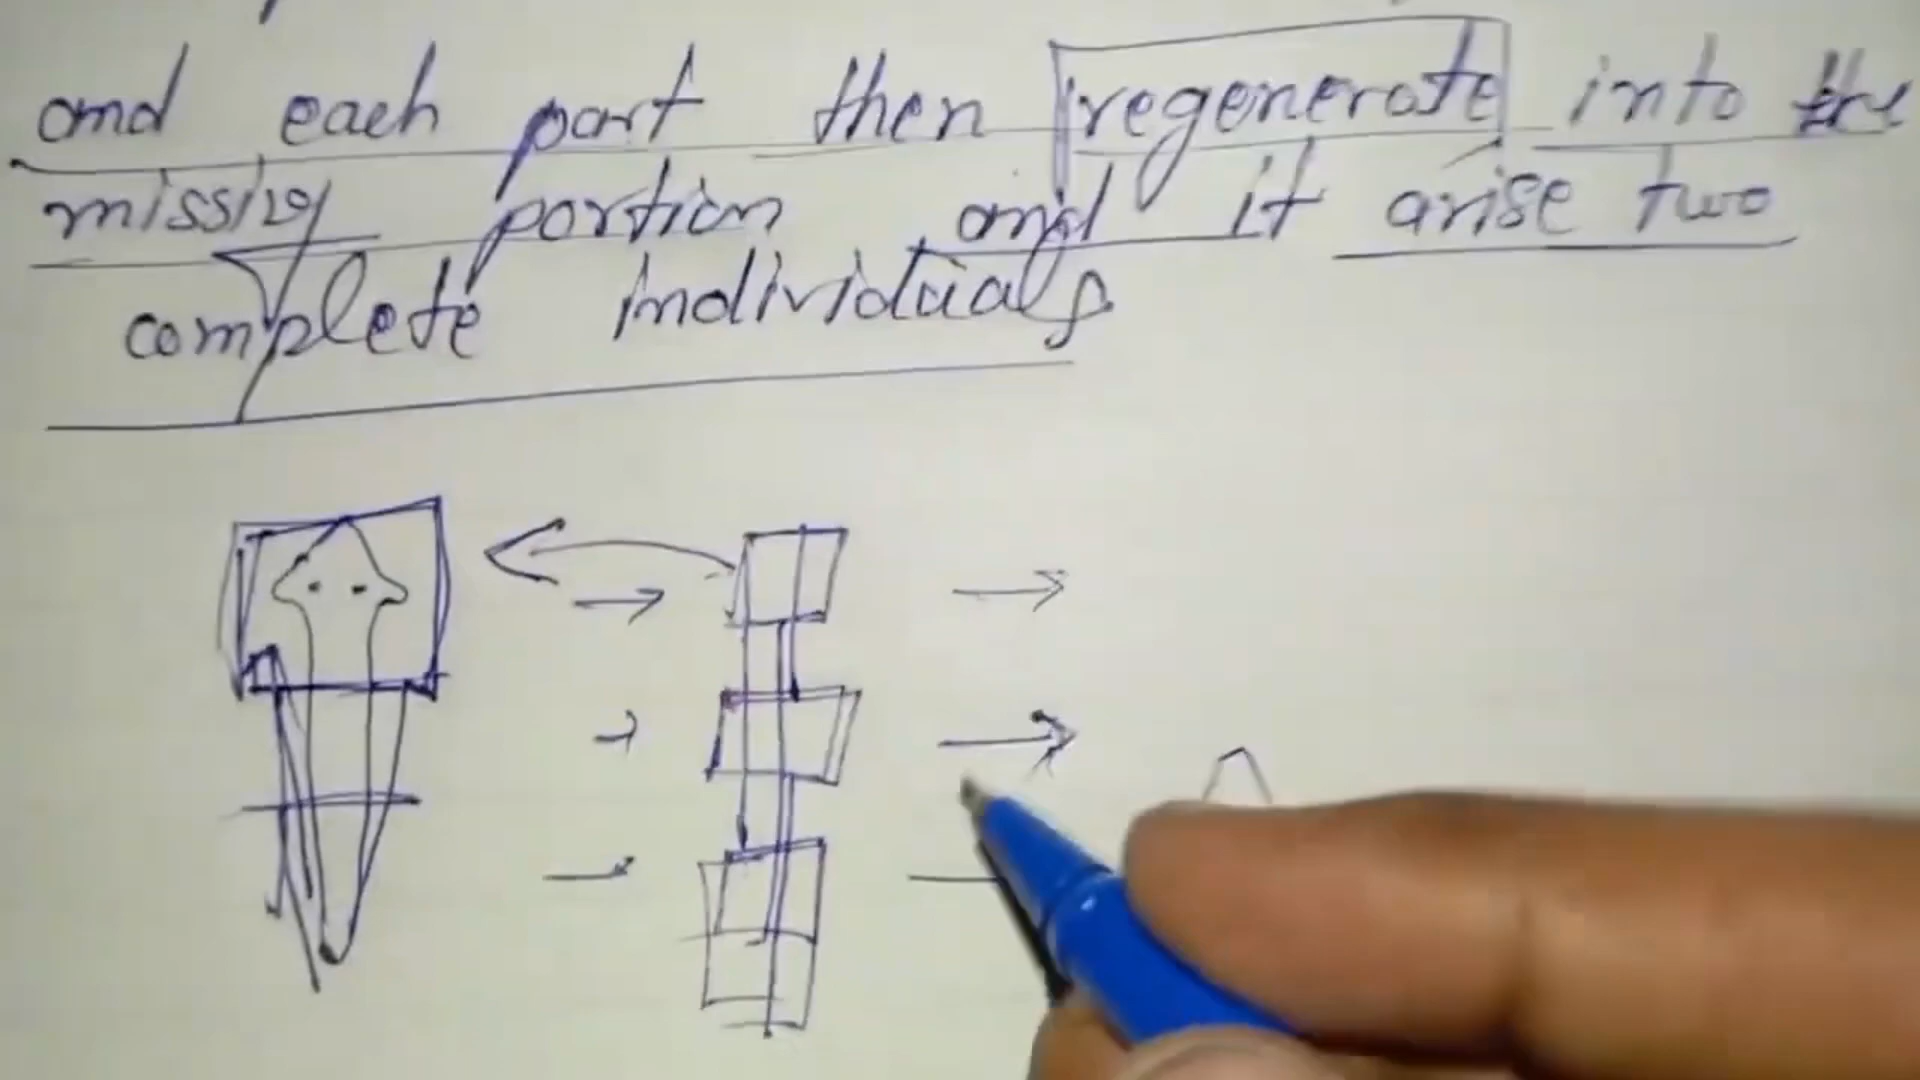 and each part then regenerate into the
missing portion and it arise two
complete individuals